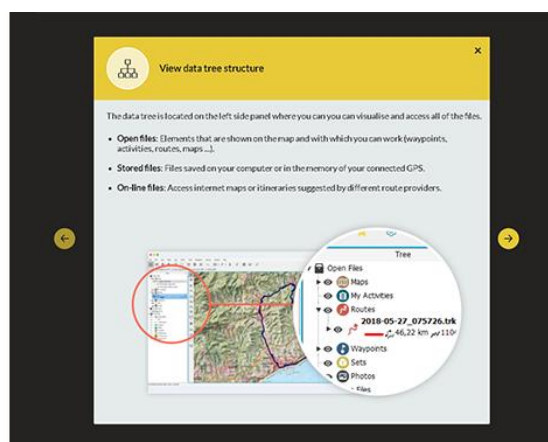 View data tree structure
×
The data tree is located on the left side panel where you can you can visualise and access all of the files.
• Open files: Elements that are shown on the map and with which you can work (waypoints,
activities, routes, maps ...).
• Stored files: Files saved on your computer or in the memory of your connected GPS.
• On-line files: Access internet maps or itineraries suggested by different route providers.
Tree
Open Files
Maps
My Activities
Routes
2018-05-27_075726.trk
46,22 km 1104
Waypoints
Sets
Photos
Files